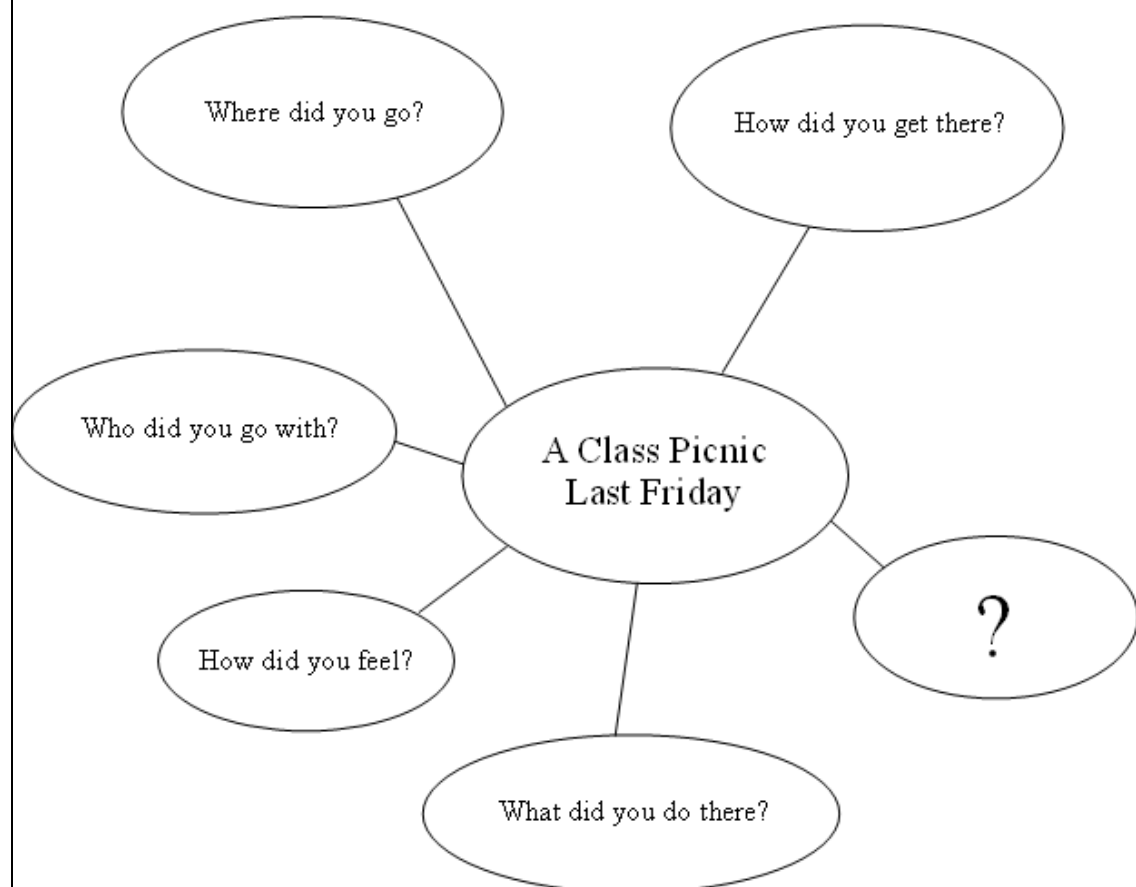 Where did you go?
How did you get there?
Who did you go with?
A Class Picnic
Last Friday
?
How did you feel?
What did you do there?